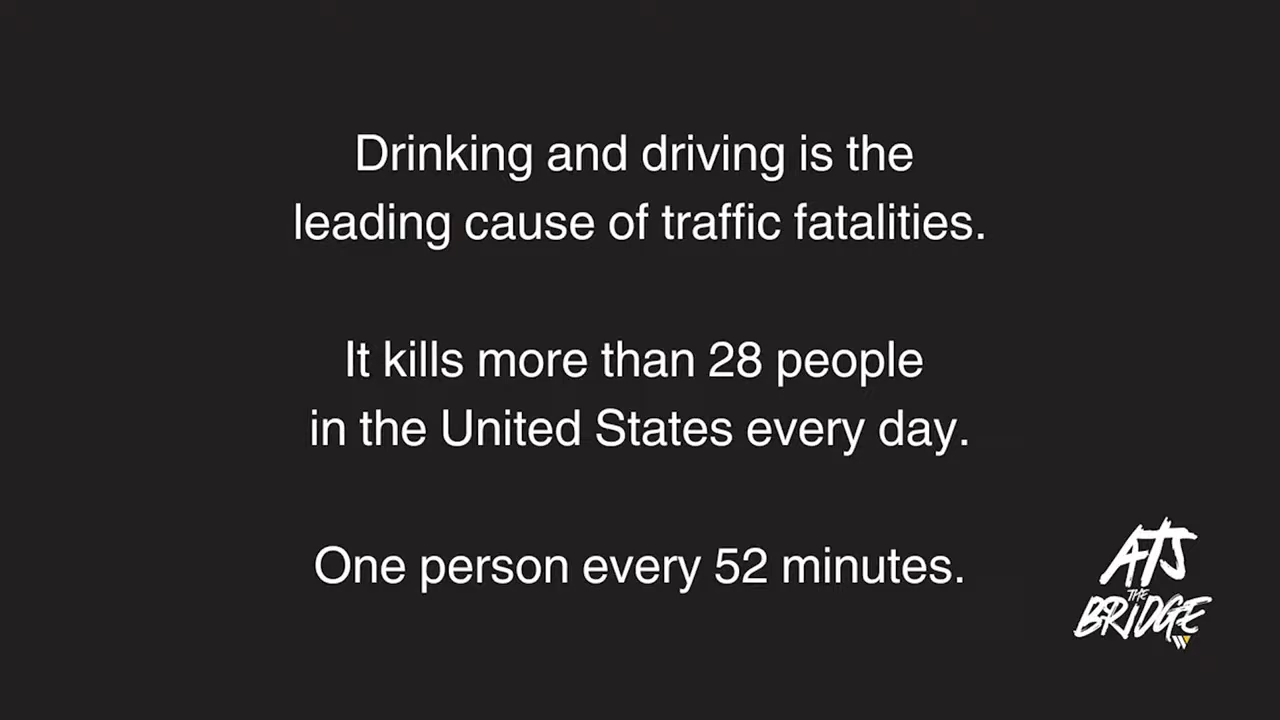 Drinking and driving is the
leading cause of traffic fatalities.
It kills more than 28 people
in the United States every day.
One person every 52 minutes.
ATS
THE
BRIDGE